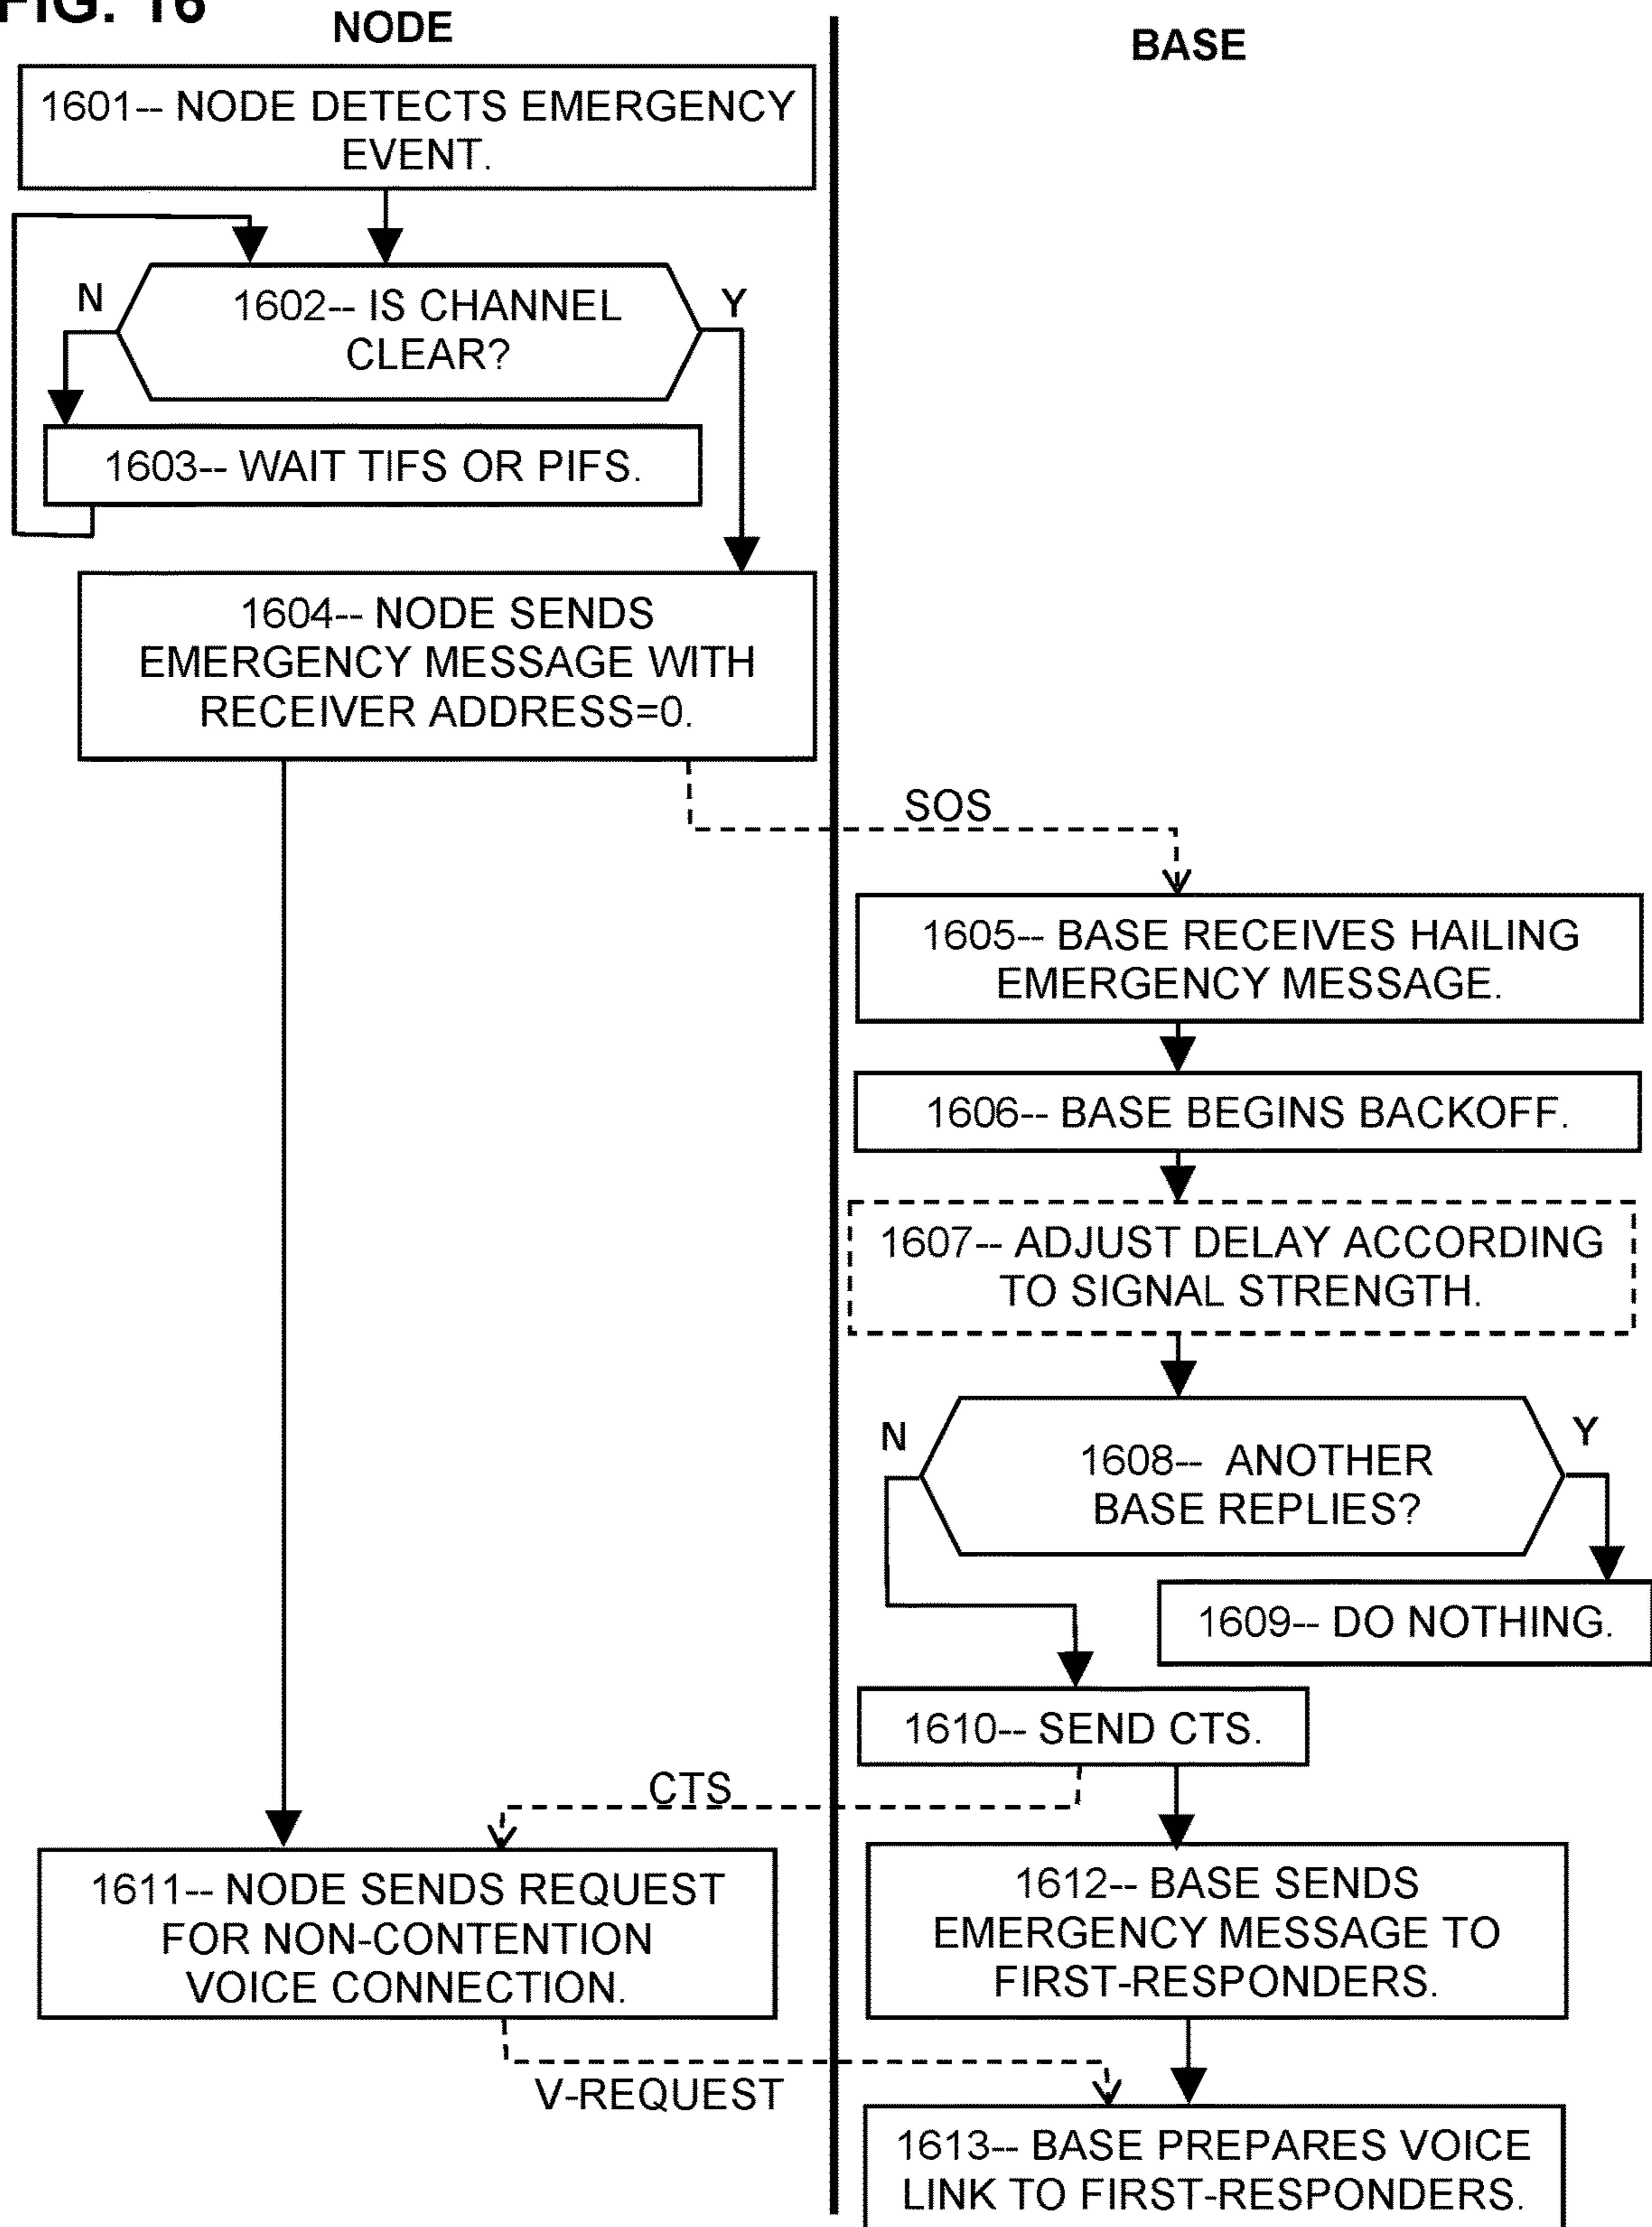 FIG. 16
NODE
BASE
1601-- NODE DETECTS EMERGENCY
EVENT.
N
1602-- IS CHANNEL
CLEAR?
Y
1603-- WAIT TIFS OR PIFS.
1604-- NODE SENDS
EMERGENCY MESSAGE WITH
RECEIVER ADDRESS=0.
SOS
1605-- BASE RECEIVES HAILING
EMERGENCY MESSAGE.
1606-- BASE BEGINS BACKOFF.
1607-- ADJUST DELAY ACCORDING
TO SIGNAL STRENGTH.
N
1608-- ANOTHER
BASE REPLIES?
Y
1609-- DO NOTHING.
1610-- SEND CTS.
CTS
1611-- NODE SENDS REQUEST
FOR NON-CONTENTION
VOICE CONNECTION.
1612-- BASE SENDS
EMERGENCY MESSAGE TO
FIRST-RESPONDERS.
V-REQUEST
1613-- BASE PREPARES VOICE
LINK TO FIRST-RESPONDERS.